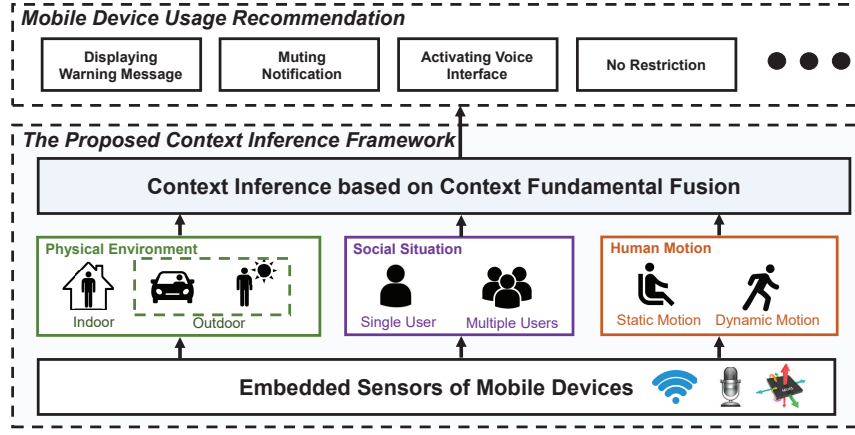 Mobile Device Usage Recommendation
Displaying
Warning Message
Muting
Notification
Activating Voice
Interface
No Restriction
The Proposed Context Inference Framework
Context Inference based on Context Fundamental Fusion
Physical Environment
Indoor
Outdoor
Social Situation
Single User
Multiple Users
Human Motion
Static Motion
Dynamic Motion
Embedded Sensors of Mobile Devices